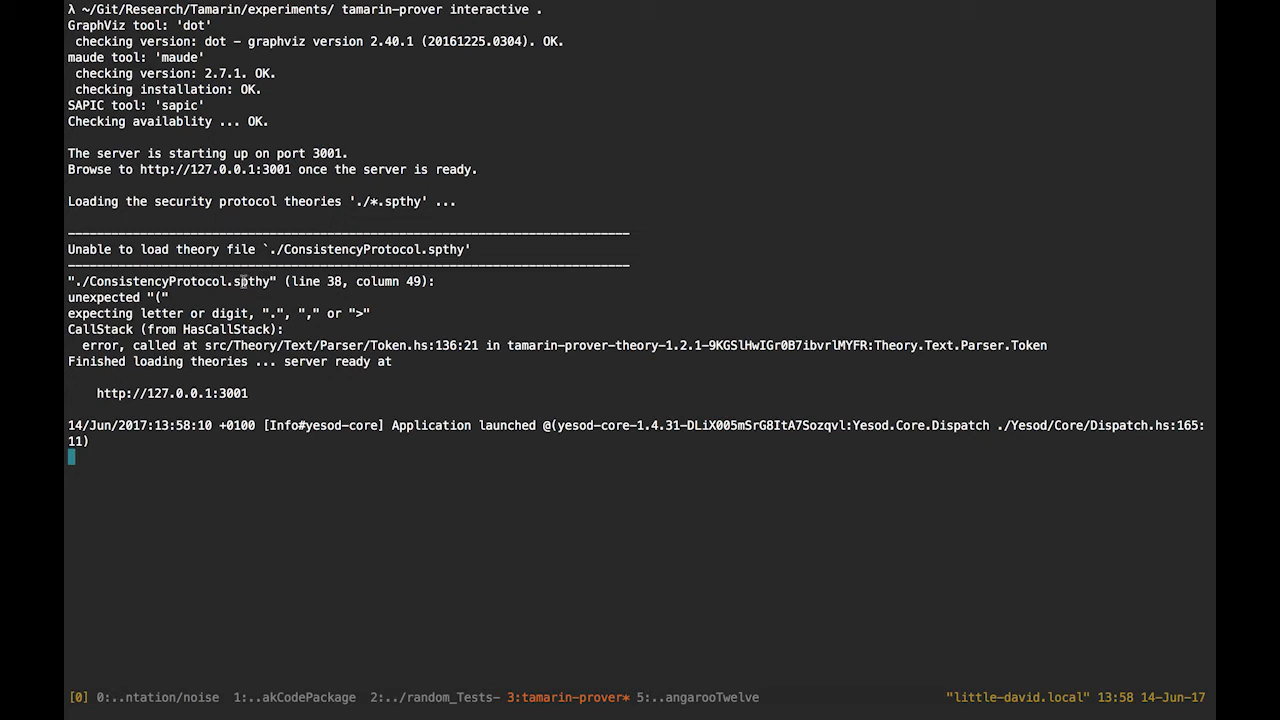 λ ~/Git/Research/Tamarin/experiments/ tamarin-prover interactive .
GraphViz tool: 'dot'
 checking version: dot - graphviz version 2.40.1 (20161225.0304). OK.
maude tool: 'maude'
 checking version: 2.7.1. OK.
 checking installation: OK.
SAPIC tool: 'sapic'
Checking availablity ... OK.
The server is starting up on port 3001.
Browse to http://127.0.0.1:3001 once the server is ready.
Loading the security protocol theories './*.spthy' ...
------------------------------------------------------------------------------
Unable to load theory file `./ConsistencyProtocol.spthy'
------------------------------------------------------------------------------
"./ConsistencyProtocol.spthy" (line 38, column 49):
unexpected "("
expecting letter or digit, ".", "," or ">"
CallStack (from HasCallStack):
  error, called at src/Theory/Text/Parser/Token.hs:136:21 in tamarin-prover-theory-1.2.1-9KGSlHwIGr0B7ibvrlMYFR:Theory.Text.Parser.Token
Finished loading theories ... server ready at
    http://127.0.0.1:3001
14/Jun/2017:13:58:10 +0100 [Info#yesod-core] Application launched @(yesod-core-1.4.31-DLiX005mSrG8ItA7Sozqvl:Yesod.Core.Dispatch ./Yesod/Core/Dispatch.hs:165:
11)
[0] 0:..ntation/noise  1:..akCodePackage  2:../random_Tests- 3:tamarin-prover* 5:..angarooTwelve "little-david.local" 13:58 14-Jun-17